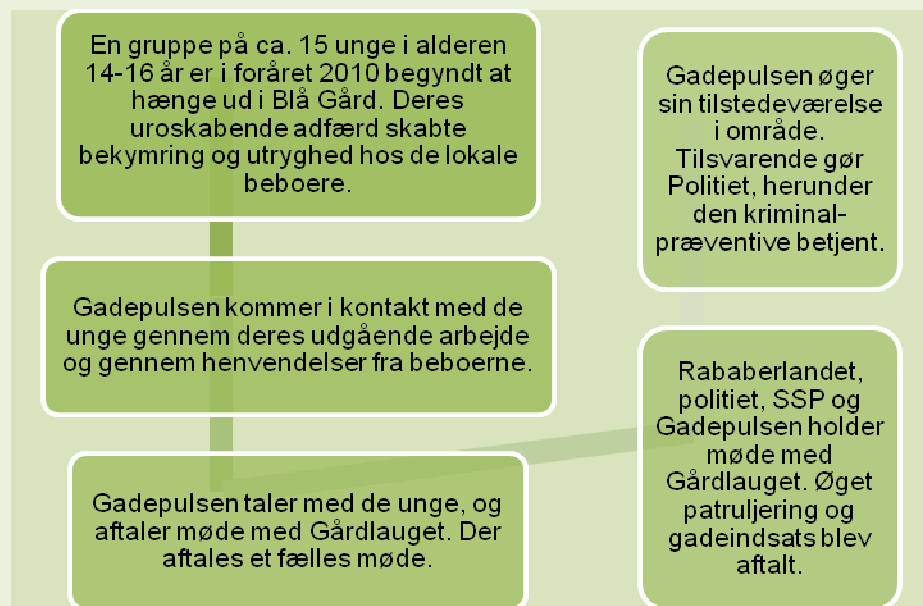 En gruppe på ca. 15 unge i alderen
14-16 år er i foråret 2010 begyndt at
hænge ud i Blå Gård. Deres
uroskabende adfærd skabte
bekymring og utryghed hos de lokale
beboere.
Gadepulsen kommer i kontakt med de
unge gennem deres udgående arbejde
og gennem henvendelser fra beboerne.
Gadepulsen taler med de unge, og
aftaler møde med Gårdlauget. Der
aftales et fælles møde.
Rababerlandet,
politiet, SSP og
Gadepulsen holder
møde med
Gårdlauget. Øget
patruljering og
gadeindsats blev
aftalt.
Gadepulsen øger
sin tilstedeværelse
i område.
Tilsvarende gør
Politiet, herunder
den kriminal-
præventive betjent.